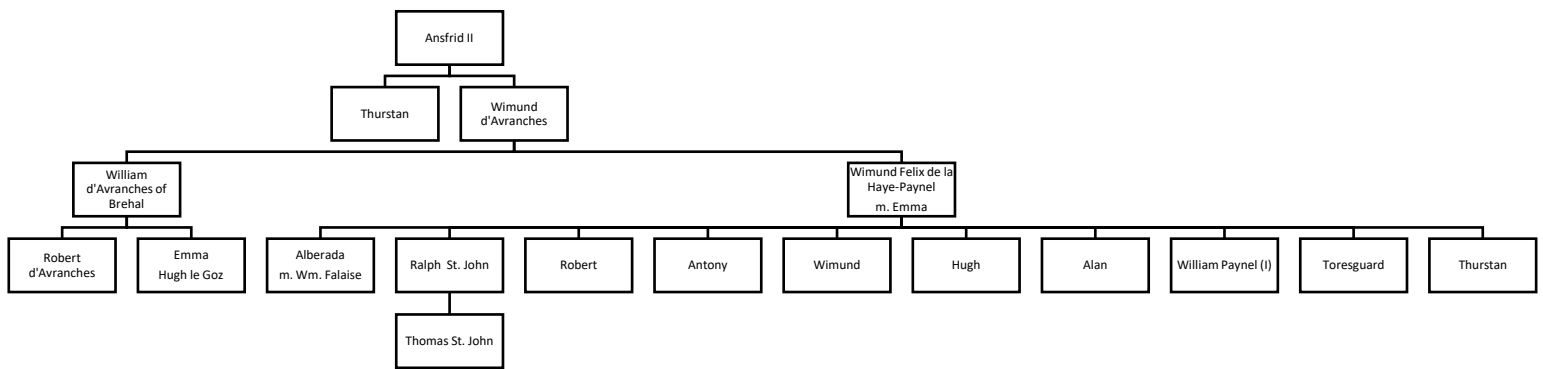 Ansfrid II
Thurstan
Wimund
d'Avranches
William
d'Avranches of
Brehal
Wimund Felix de la
Haye-Paynel
m. Emma
Robert
d'Avranches
Emma
Hugh le Goz
Alberada
m. Wm. Falaise
Ralph St. John
Robert
Antony
Wimund
Hugh
Alan
William Paynel (I)
Toresguard
Thurstan
Thomas St. John